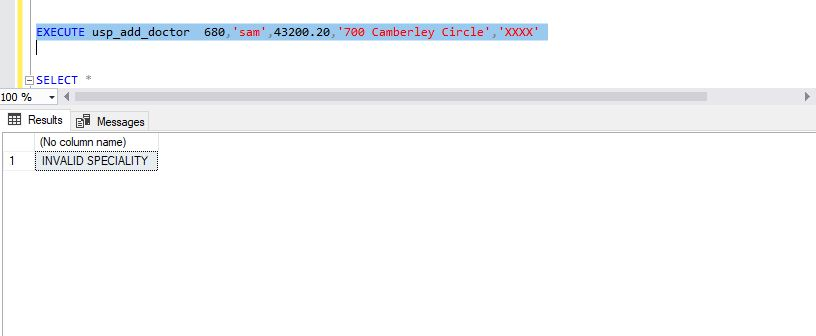 EXECUTE usp_add_doctor  680,'sam',43200.20,'700 Camberley Circle','XXXX'
SELECT *
100 %
Results Messages
(No column name)
1 INVALID SPECIALITY